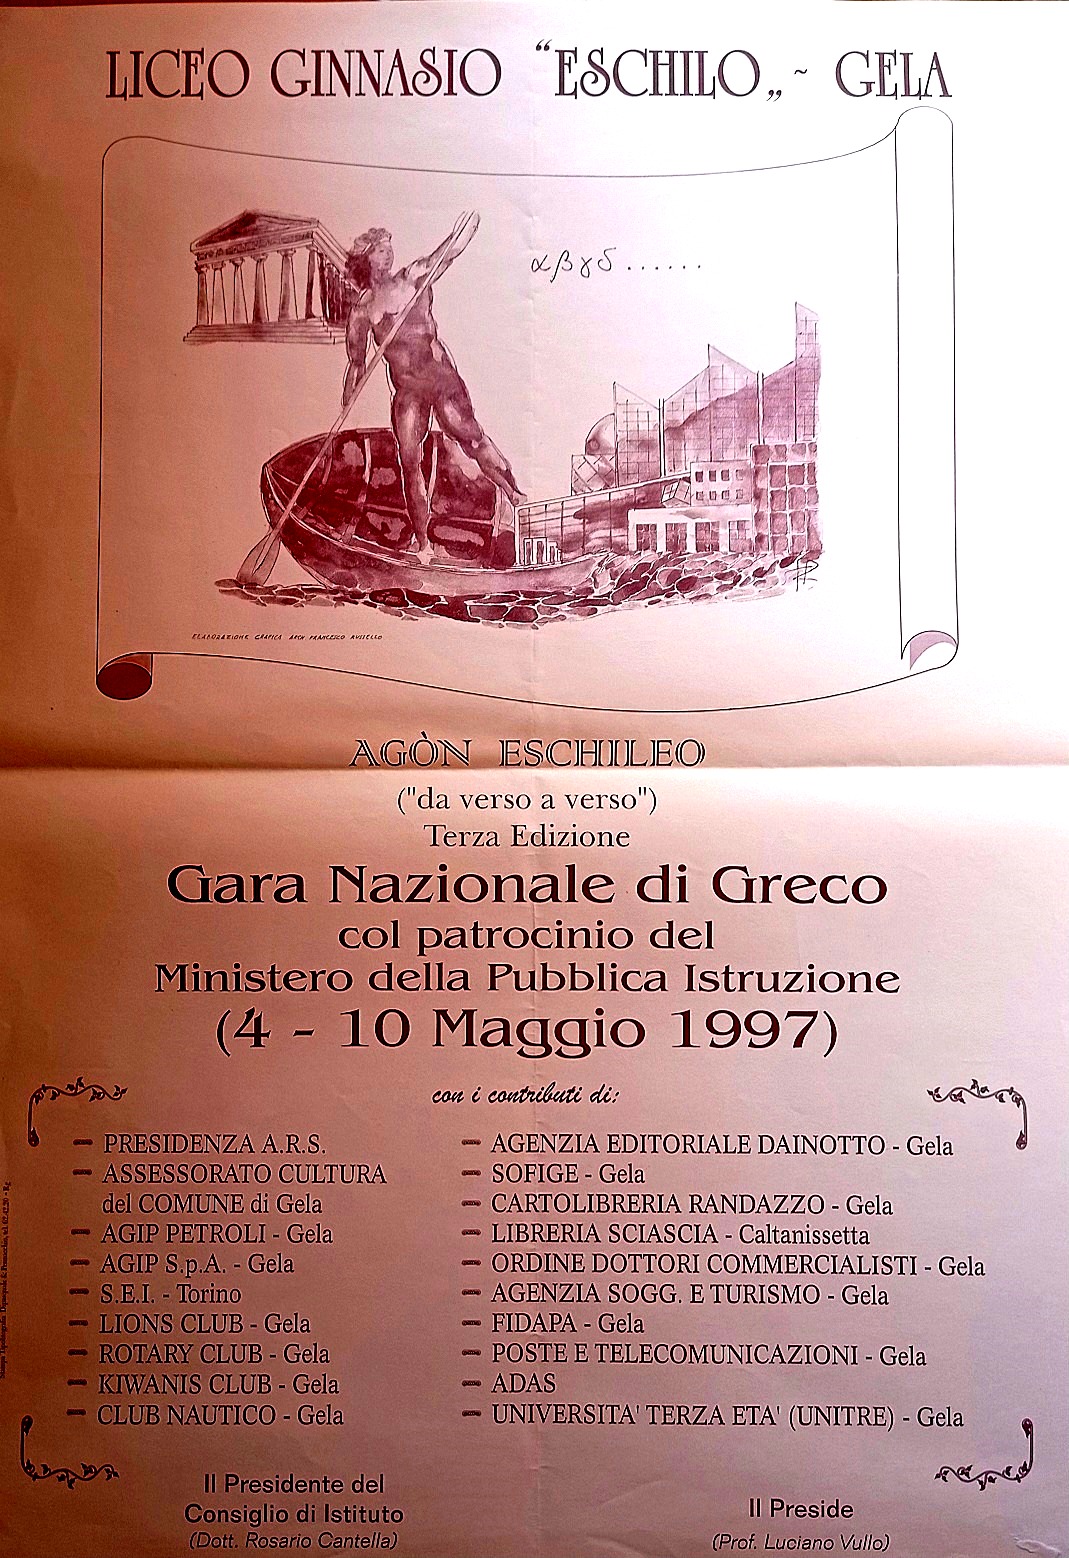 LICEO GINNASIO “ESCHILO„ ~ GELA
αβγδ......
ELABORAZIONE GRAFICA ARCH. FRANCESCO RUSSELLO
AGÒN ESCHILEO
("da verso a verso")
Terza Edizione
Gara Nazionale di Greco
col patrocinio del
Ministero della Pubblica Istruzione
(4 - 10 Maggio 1997)
con i contributi di:
PRESIDENZA A.R.S.
ASSESSORATO CULTURA
del COMUNE di Gela
AGIP PETROLI - Gela
AGIP S.p.A. - Gela
S.E.I. - Torino
LIONS CLUB - Gela
ROTARY CLUB - Gela
KIWANIS CLUB - Gela
CLUB NAUTICO - Gela
AGENZIA EDITORIALE DAINOTTO - Gela
SOFIGE - Gela
CARTOLIBRERIA RANDAZZO - Gela
LIBRERIA SCIASCIA - Caltanissetta
ORDINE DOTTORI COMMERCIALISTI - Gela
AGENZIA SOGG. E TURISMO - Gela
FIDAPA - Gela
POSTE E TELECOMUNICAZIONI - Gela
ADAS
UNIVERSITA' TERZA ETA' (UNITRE) - Gela
Il Presidente del
Consiglio di Istituto
(Dott. Rosario Cantella)
Il Preside
(Prof. Luciano Vullo)